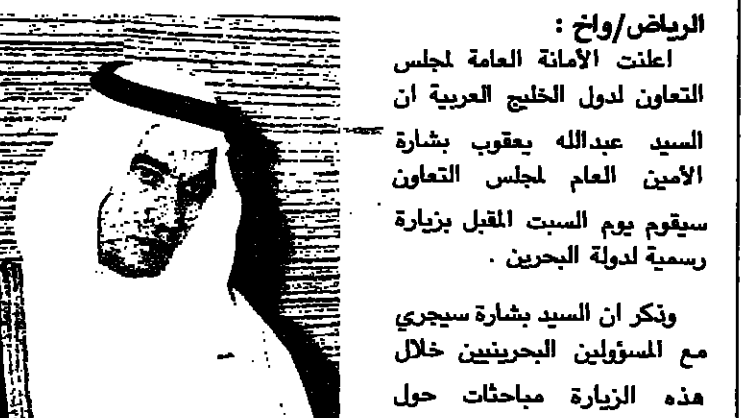 الرياض/واخ :
اعلنت الأمانة العامة لمجلس
التعاون لدول الخليج العربية ان
السيد عبدالله يعقوب بشارة
الأمين العام لمجلس التعاون
سيقوم يوم السبت المقبل بزيارة
رسمية لدولة البحرين .
وذكر ان السيد بشارة سيجري
مع المسؤولين البحرينيين خلال
هذه الزيارة مباحثات حول